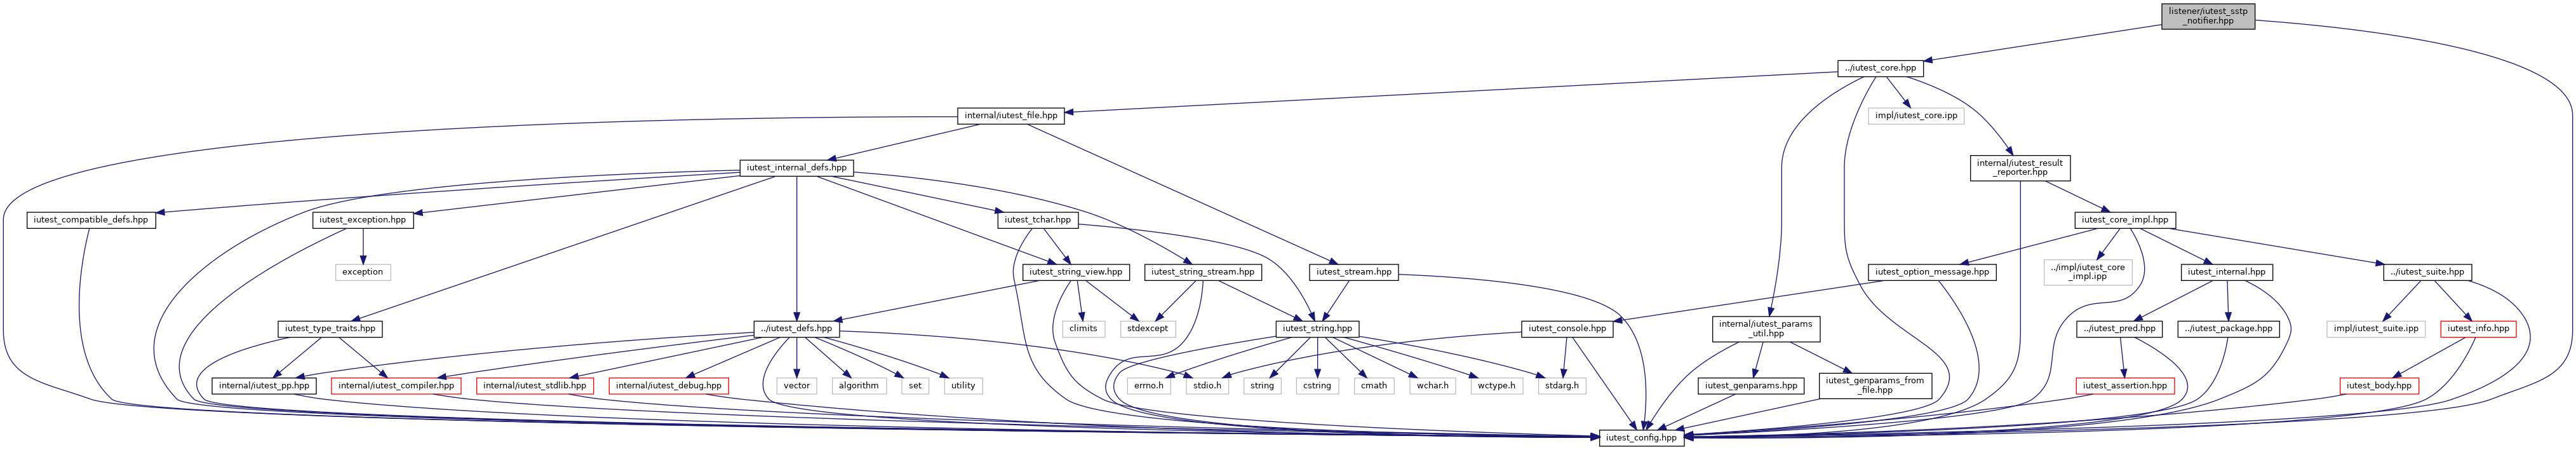 listener/iutest_sstp
_notifier.hpp
../iutest_core.hpp
internal/iutest_file.hpp
impl/iutest_core.ipp
iutest_internal_defs.hpp
internal/iutest_result
_reporter.hpp
iutest_compatible_defs.hpp
iutest_exception.hpp
iutest_tchar.hpp
iutest_core_impl.hpp
exception
iutest_string_view.hpp
iutest_string_stream.hpp
iutest_stream.hpp
iutest_option_message.hpp
../impl/iutest_core
_impl.ipp
iutest_internal.hpp
../iutest_suite.hpp
iutest_type_traits.hpp
../iutest_defs.hpp
climits
stdexcept
iutest_string.hpp
iutest_console.hpp
internal/iutest_params
_util.hpp
../iutest_pred.hpp
../iutest_package.hpp
impl/iutest_suite.ipp
iutest_info.hpp
internal/iutest_pp.hpp
internal/iutest_compiler.hpp
internal/iutest_stdlib.hpp
internal/iutest_debug.hpp
vector
algorithm
set
utility
errno.h
stdio.h
string
cstring
cmath
wchar.h
wctype.h
stdarg.h
iutest_genparams.hpp
iutest_genparams_from
_file.hpp
iutest_assertion.hpp
iutest_body.hpp
iutest_config.hpp